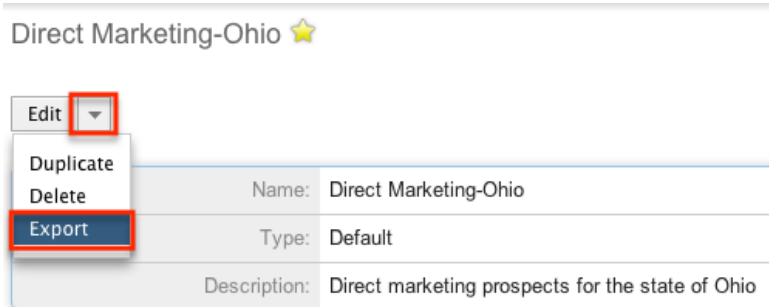 Direct Marketing-Ohio
Edit
Duplicate
Delete
Export
Name: Direct Marketing-Ohio
Type: Default
Description: Direct marketing prospects for the state of Ohio